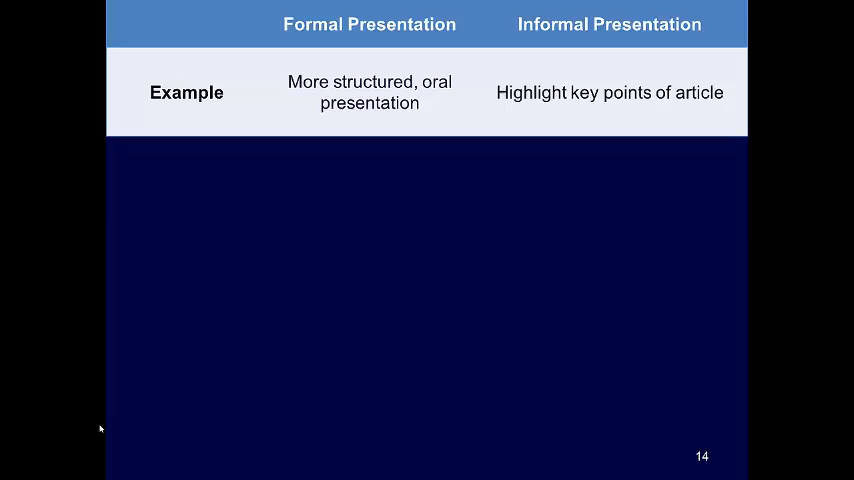 Formal Presentation
Informal Presentation
Example
More structured, oral
presentation
Highlight key points of article
14